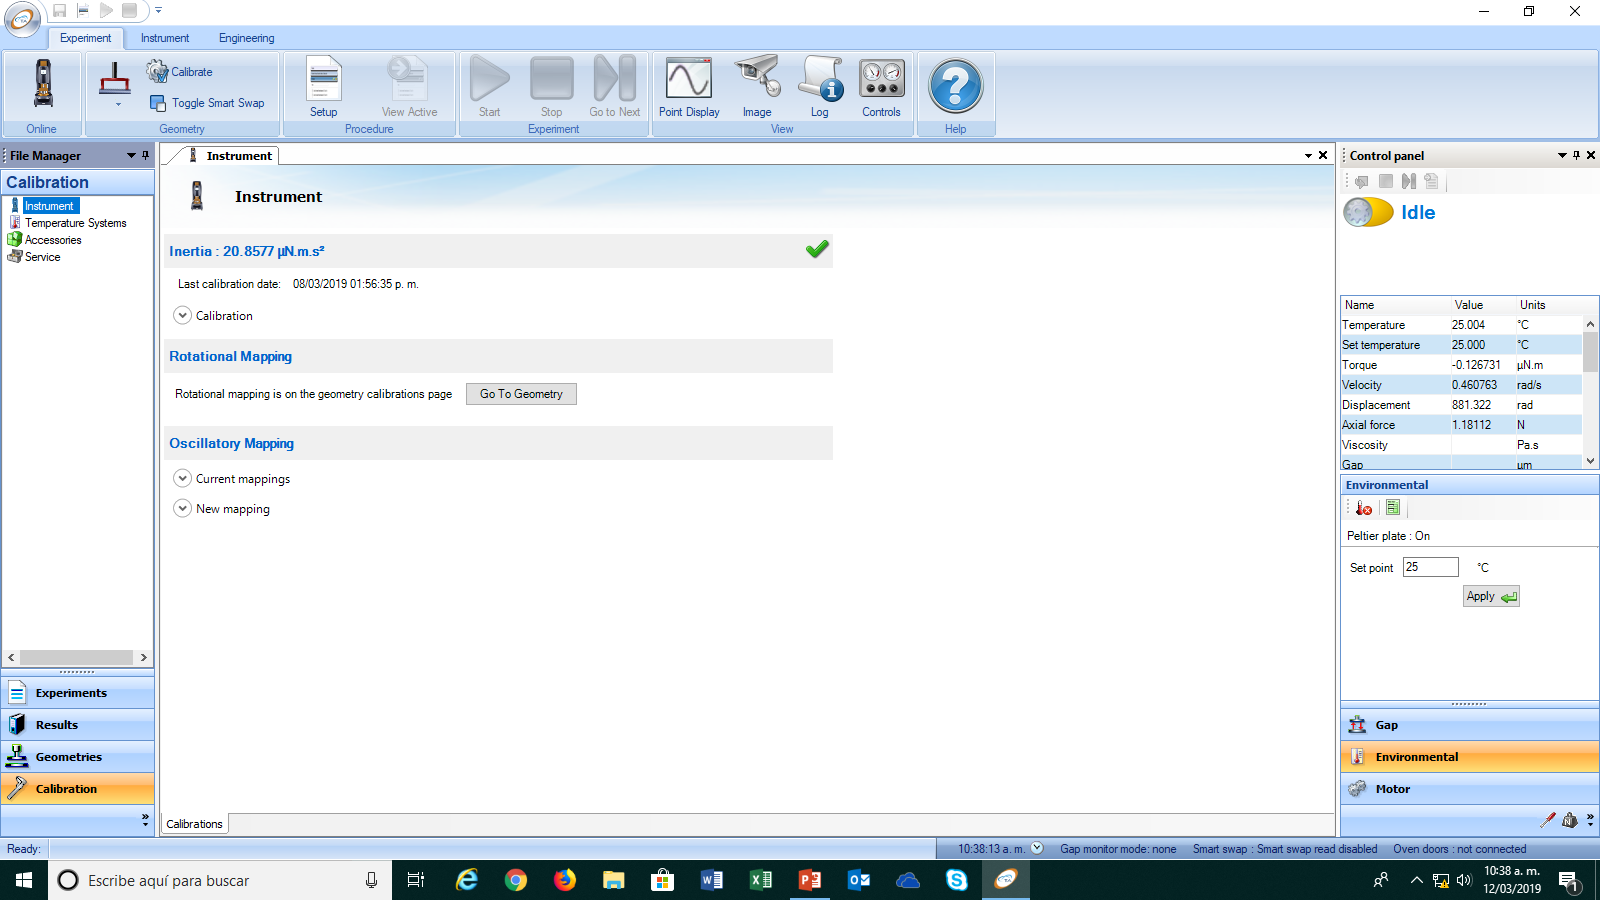 Experiment
Instrument
Engineering
Online
Calibrate
Toggle Smart Swap
Geometry
Setup
View Active
Procedure
Start
Stop
Go to Next
Experiment
Point Display
Image
Log
Controls
View
Help
File Manager
Calibration
Instrument
Temperature Systems
Accessories
Service
Experiments
Results
Geometries
Calibration
Instrument
Instrument
Inertia : 20.8577 µN.m.s²
Last calibration date: 08/03/2019 01:56:35 p. m.
Calibration
Rotational Mapping
Rotational mapping is on the geometry calibrations page
Go To Geometry
Oscillatory Mapping
Current mappings
New mapping
Calibrations
Control panel
Idle
Name Value Units
Temperature 25.004 °C
Set temperature 25.000 °C
Torque -0.126731 µN.m
Velocity 0.460763 rad/s
Displacement 881.322 rad
Axial force 1.18112 N
Viscosity Pa.s
Gap µm
Environmental
Peltier plate : On
Set point 25 °C
Apply
Gap
Environmental
Motor
Ready:
10:38:13 a. m.
Gap monitor mode: none
Smart swap : Smart swap read disabled
Oven doors : not connected
Escribe aquí para buscar
10:38 a. m.
12/03/2019
1